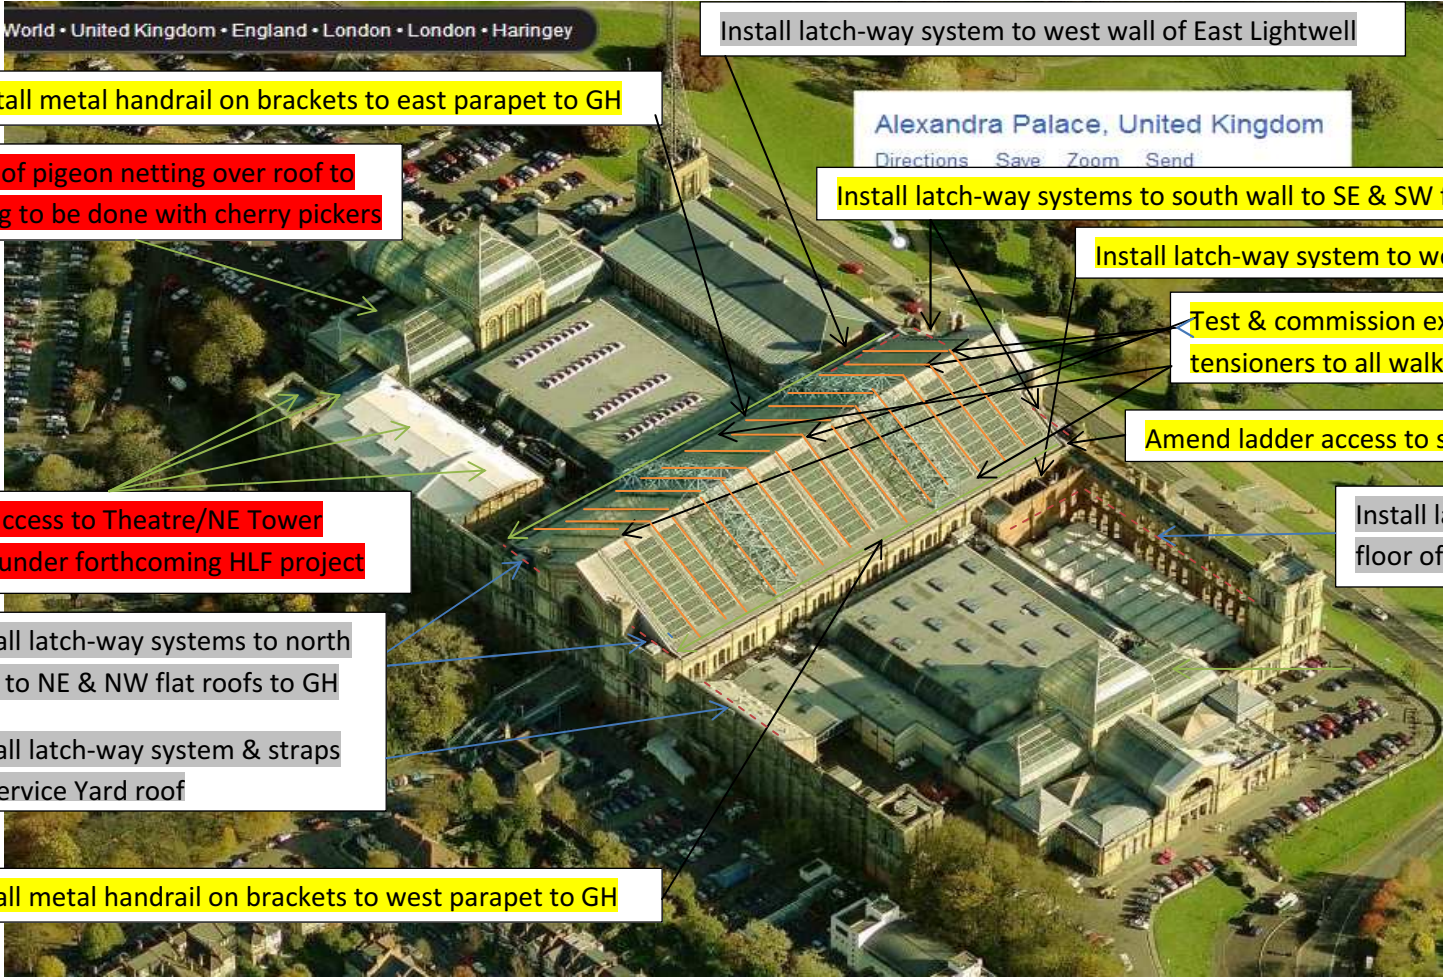 World • United Kingdom • England • London • London • Haringey
Install latch-way system to west wall of East Lightwell
tall metal handrail on brackets to east parapet to GH
Alexandra Palace, United Kingdom
Directions Save Zoom Send
of pigeon netting over roof to
g to be done with cherry pickers
Install latch-way systems to south wall to SE & SW f
Install latch-way system to we
Test & commission ex
tensioners to all walk
Amend ladder access to s
ccess to Theatre/NE Tower
under forthcoming HLF project
Install la
floor of
all latch-way systems to north
to NE & NW flat roofs to GH
all latch-way system & straps
ervice Yard roof
all metal handrail on brackets to west parapet to GH